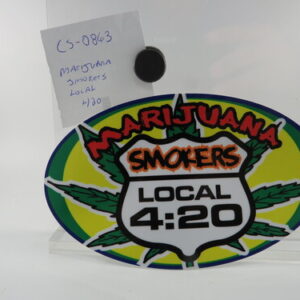 CS-0863
MARIJUANA
SMOKERS
LOCAL
4/20
MARIJUANA
SMOKERS
LOCAL
4:20